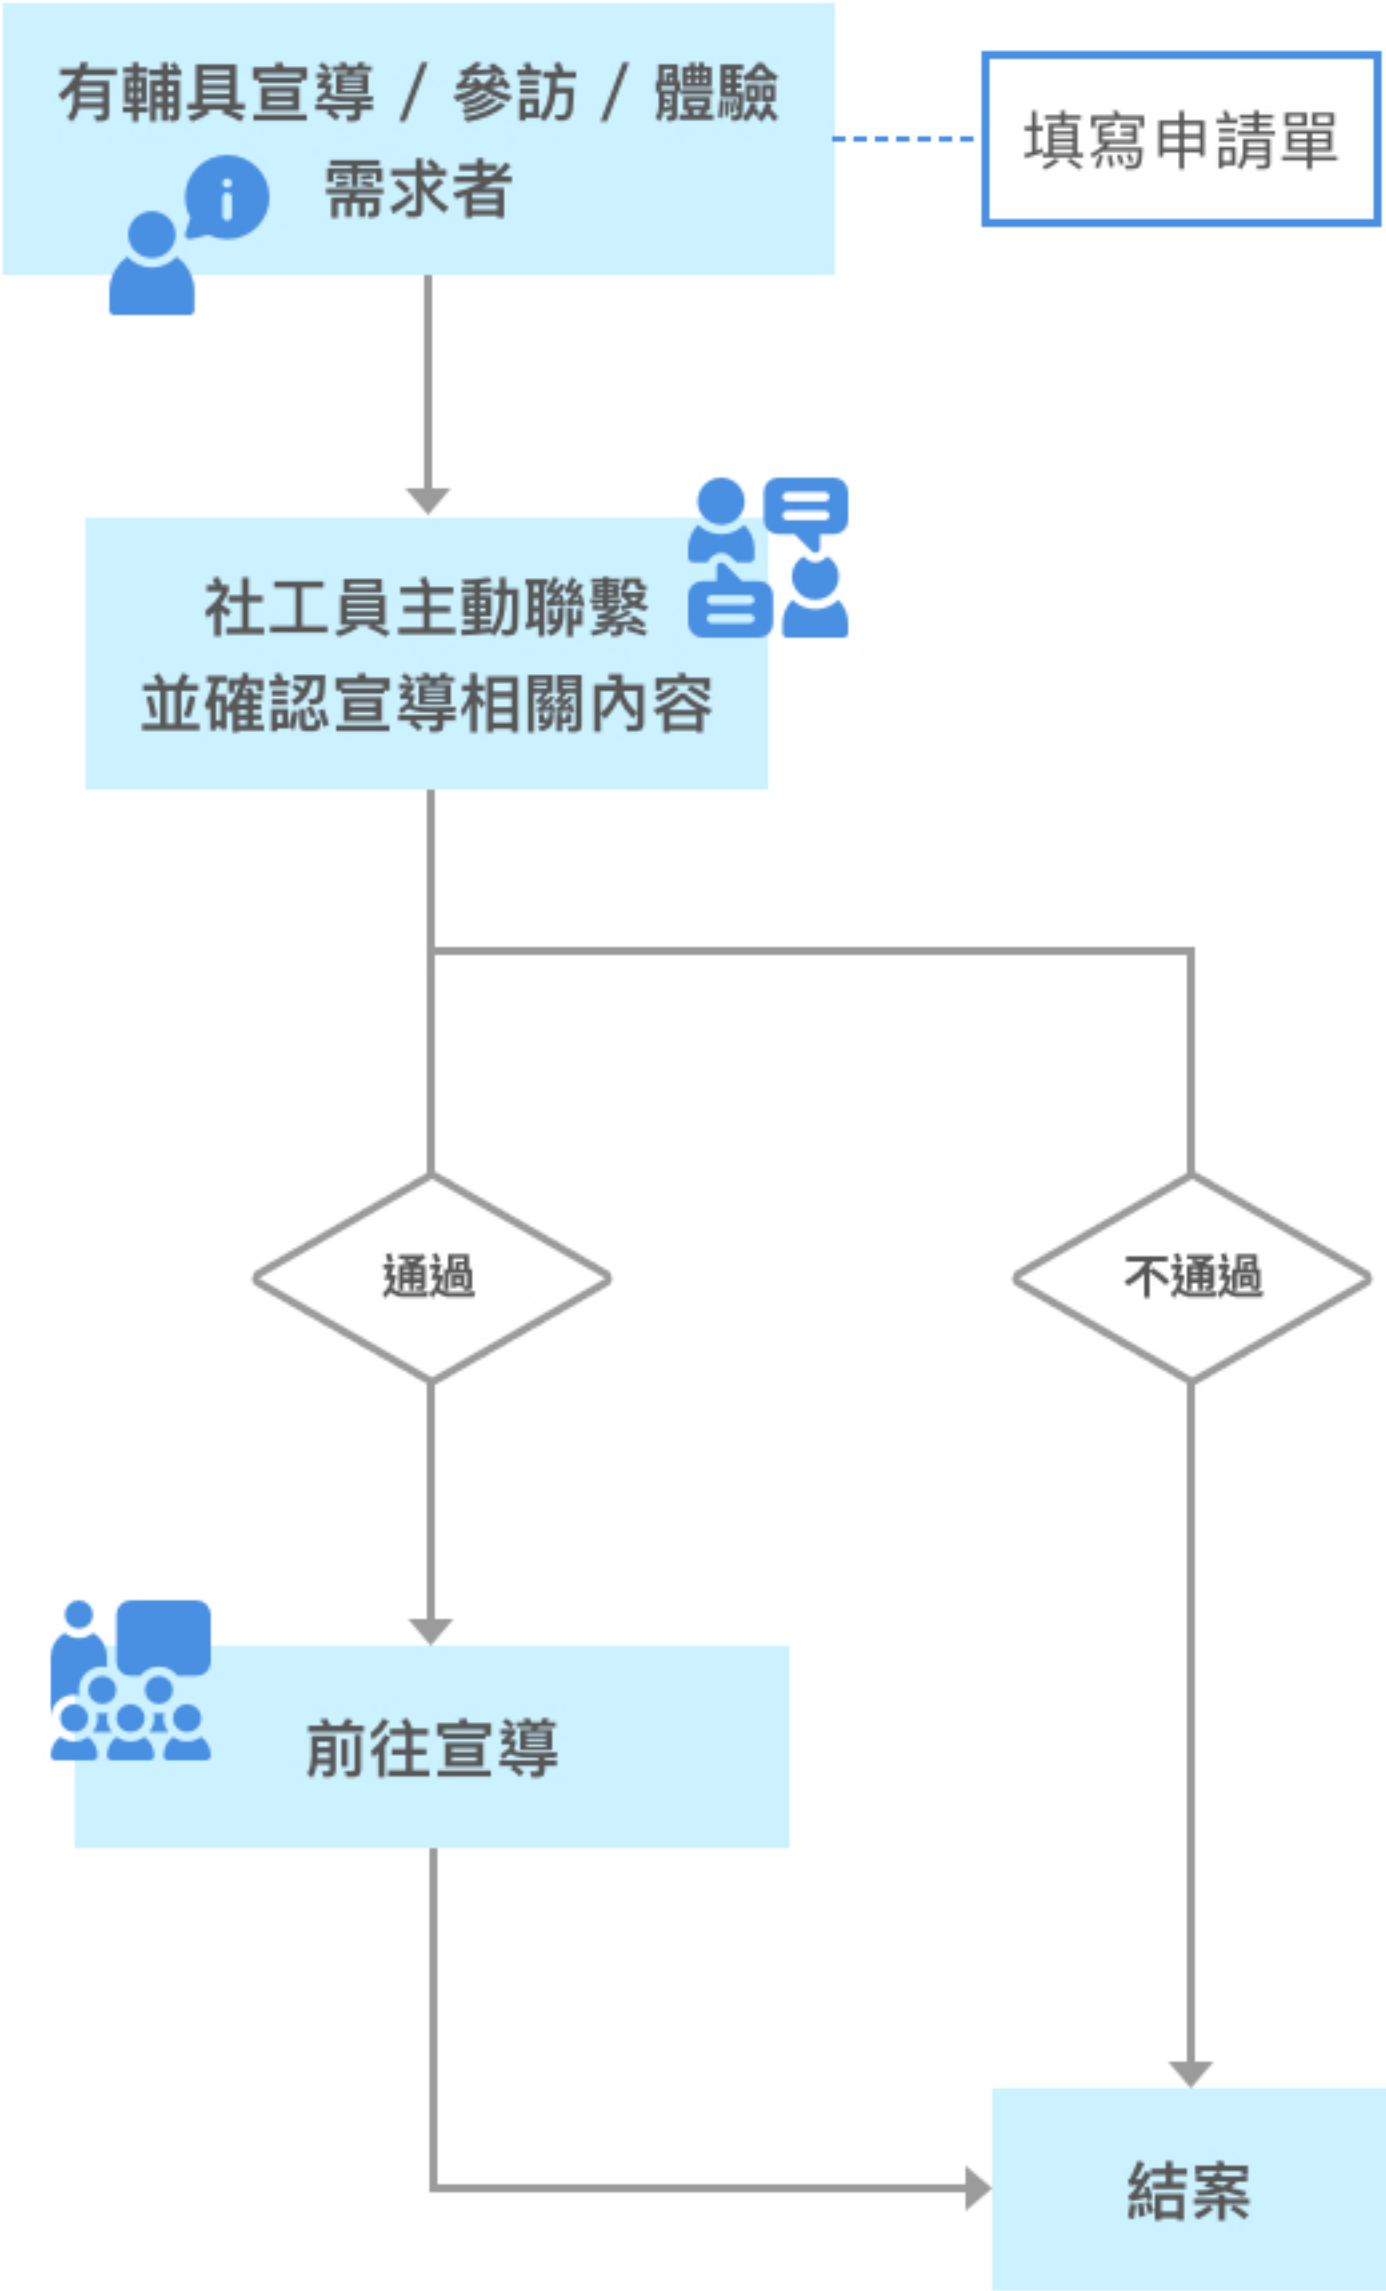 有輔具宣導 / 參訪 / 體驗
需求者
填寫申請單
社工員主動聯繫
並確認宣導相關內容
通過
不通過
前往宣導
結案